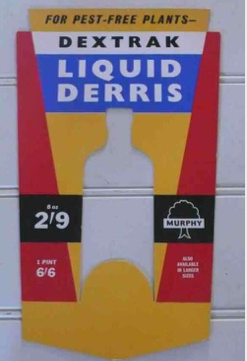 FOR PEST-FREE PLANTS—
DEXTRAK
LIQUID
DERRIS
8 oz
2'/9
1 PINT
6'/6
MURPHY
ALSO
AVAILABLE
IN LARGER
SIZES